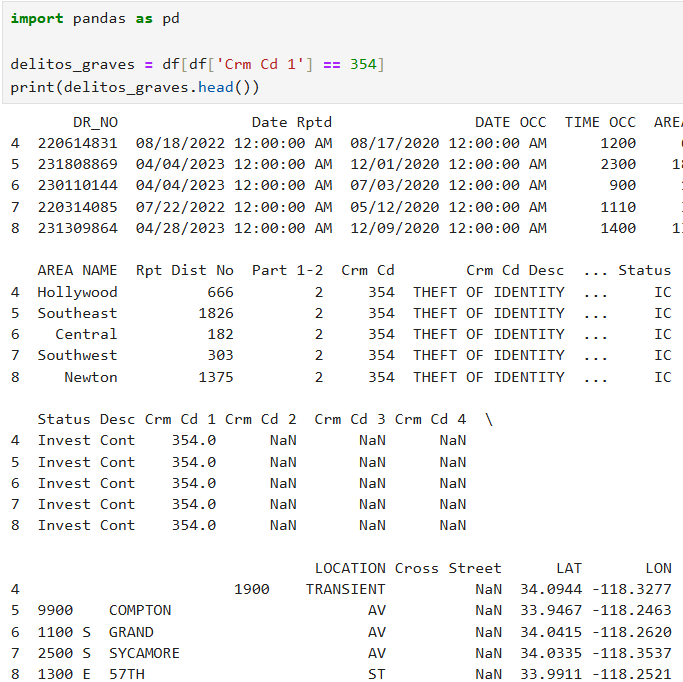 import pandas as pd
delitos_graves = df[df['Crm Cd 1'] == 354]
print(delitos_graves.head())
DR_NO Date Rptd DATE OCC TIME OCC AREA
4 220614831 08/18/2022 12:00:00 AM 08/17/2020 12:00:00 AM 1200
5 231808869 04/04/2023 12:00:00 AM 12/01/2020 12:00:00 AM 2300
6 230110144 04/04/2023 12:00:00 AM 07/03/2020 12:00:00 AM 900
7 220314085 07/22/2022 12:00:00 AM 05/12/2020 12:00:00 AM 1110
8 231309864 04/28/2023 12:00:00 AM 12/09/2020 12:00:00 AM 1400
AREA NAME Rpt Dist No Part 1-2 Crm Cd Crm Cd Desc ... Status
4 Hollywood 666 2 354 THEFT OF IDENTITY ... IC
5 Southeast 1826 2 354 THEFT OF IDENTITY ... IC
6 Central 182 2 354 THEFT OF IDENTITY ... IC
7 Southwest 303 2 354 THEFT OF IDENTITY ... IC
8 Newton 1375 2 354 THEFT OF IDENTITY ... IC
Status Desc Crm Cd 1 Crm Cd 2 Crm Cd 3 Crm Cd 4 \
4 Invest Cont 354.0 NaN NaN NaN
5 Invest Cont 354.0 NaN NaN NaN
6 Invest Cont 354.0 NaN NaN NaN
7 Invest Cont 354.0 NaN NaN NaN
8 Invest Cont 354.0 NaN NaN NaN
LOCATION Cross Street LAT LON
4 1900 TRANSIENT NaN 34.0944 -118.3277
5 9900 COMPTON AV NaN 33.9467 -118.2463
6 1100 S GRAND AV NaN 34.0415 -118.2620
7 2500 S SYCAMORE AV NaN 34.0335 -118.3537
8 1300 E 57TH ST NaN 33.9911 -118.2521